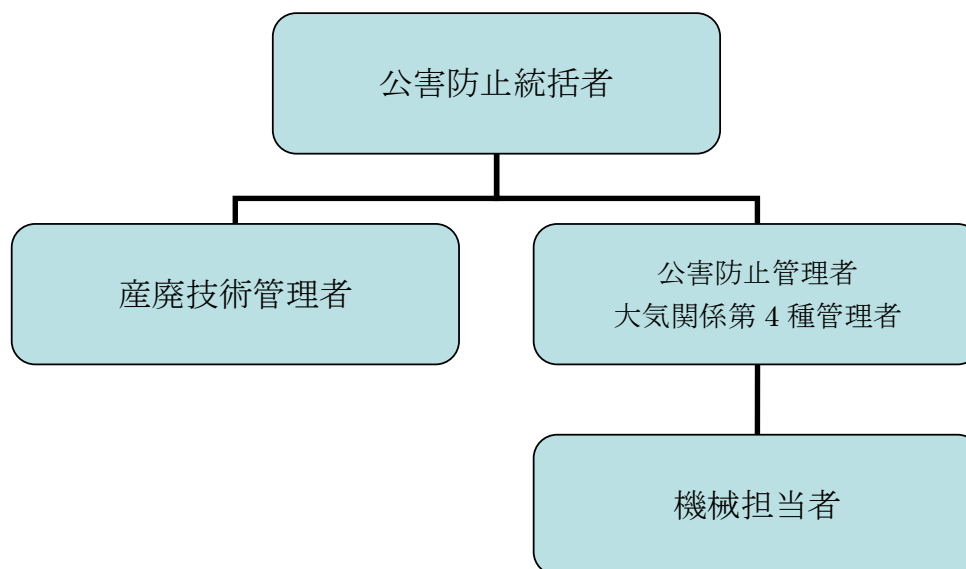 公害防止統括者
産廃技術管理者
公害防止管理者
大気関係第 4 種管理者
機械担当者